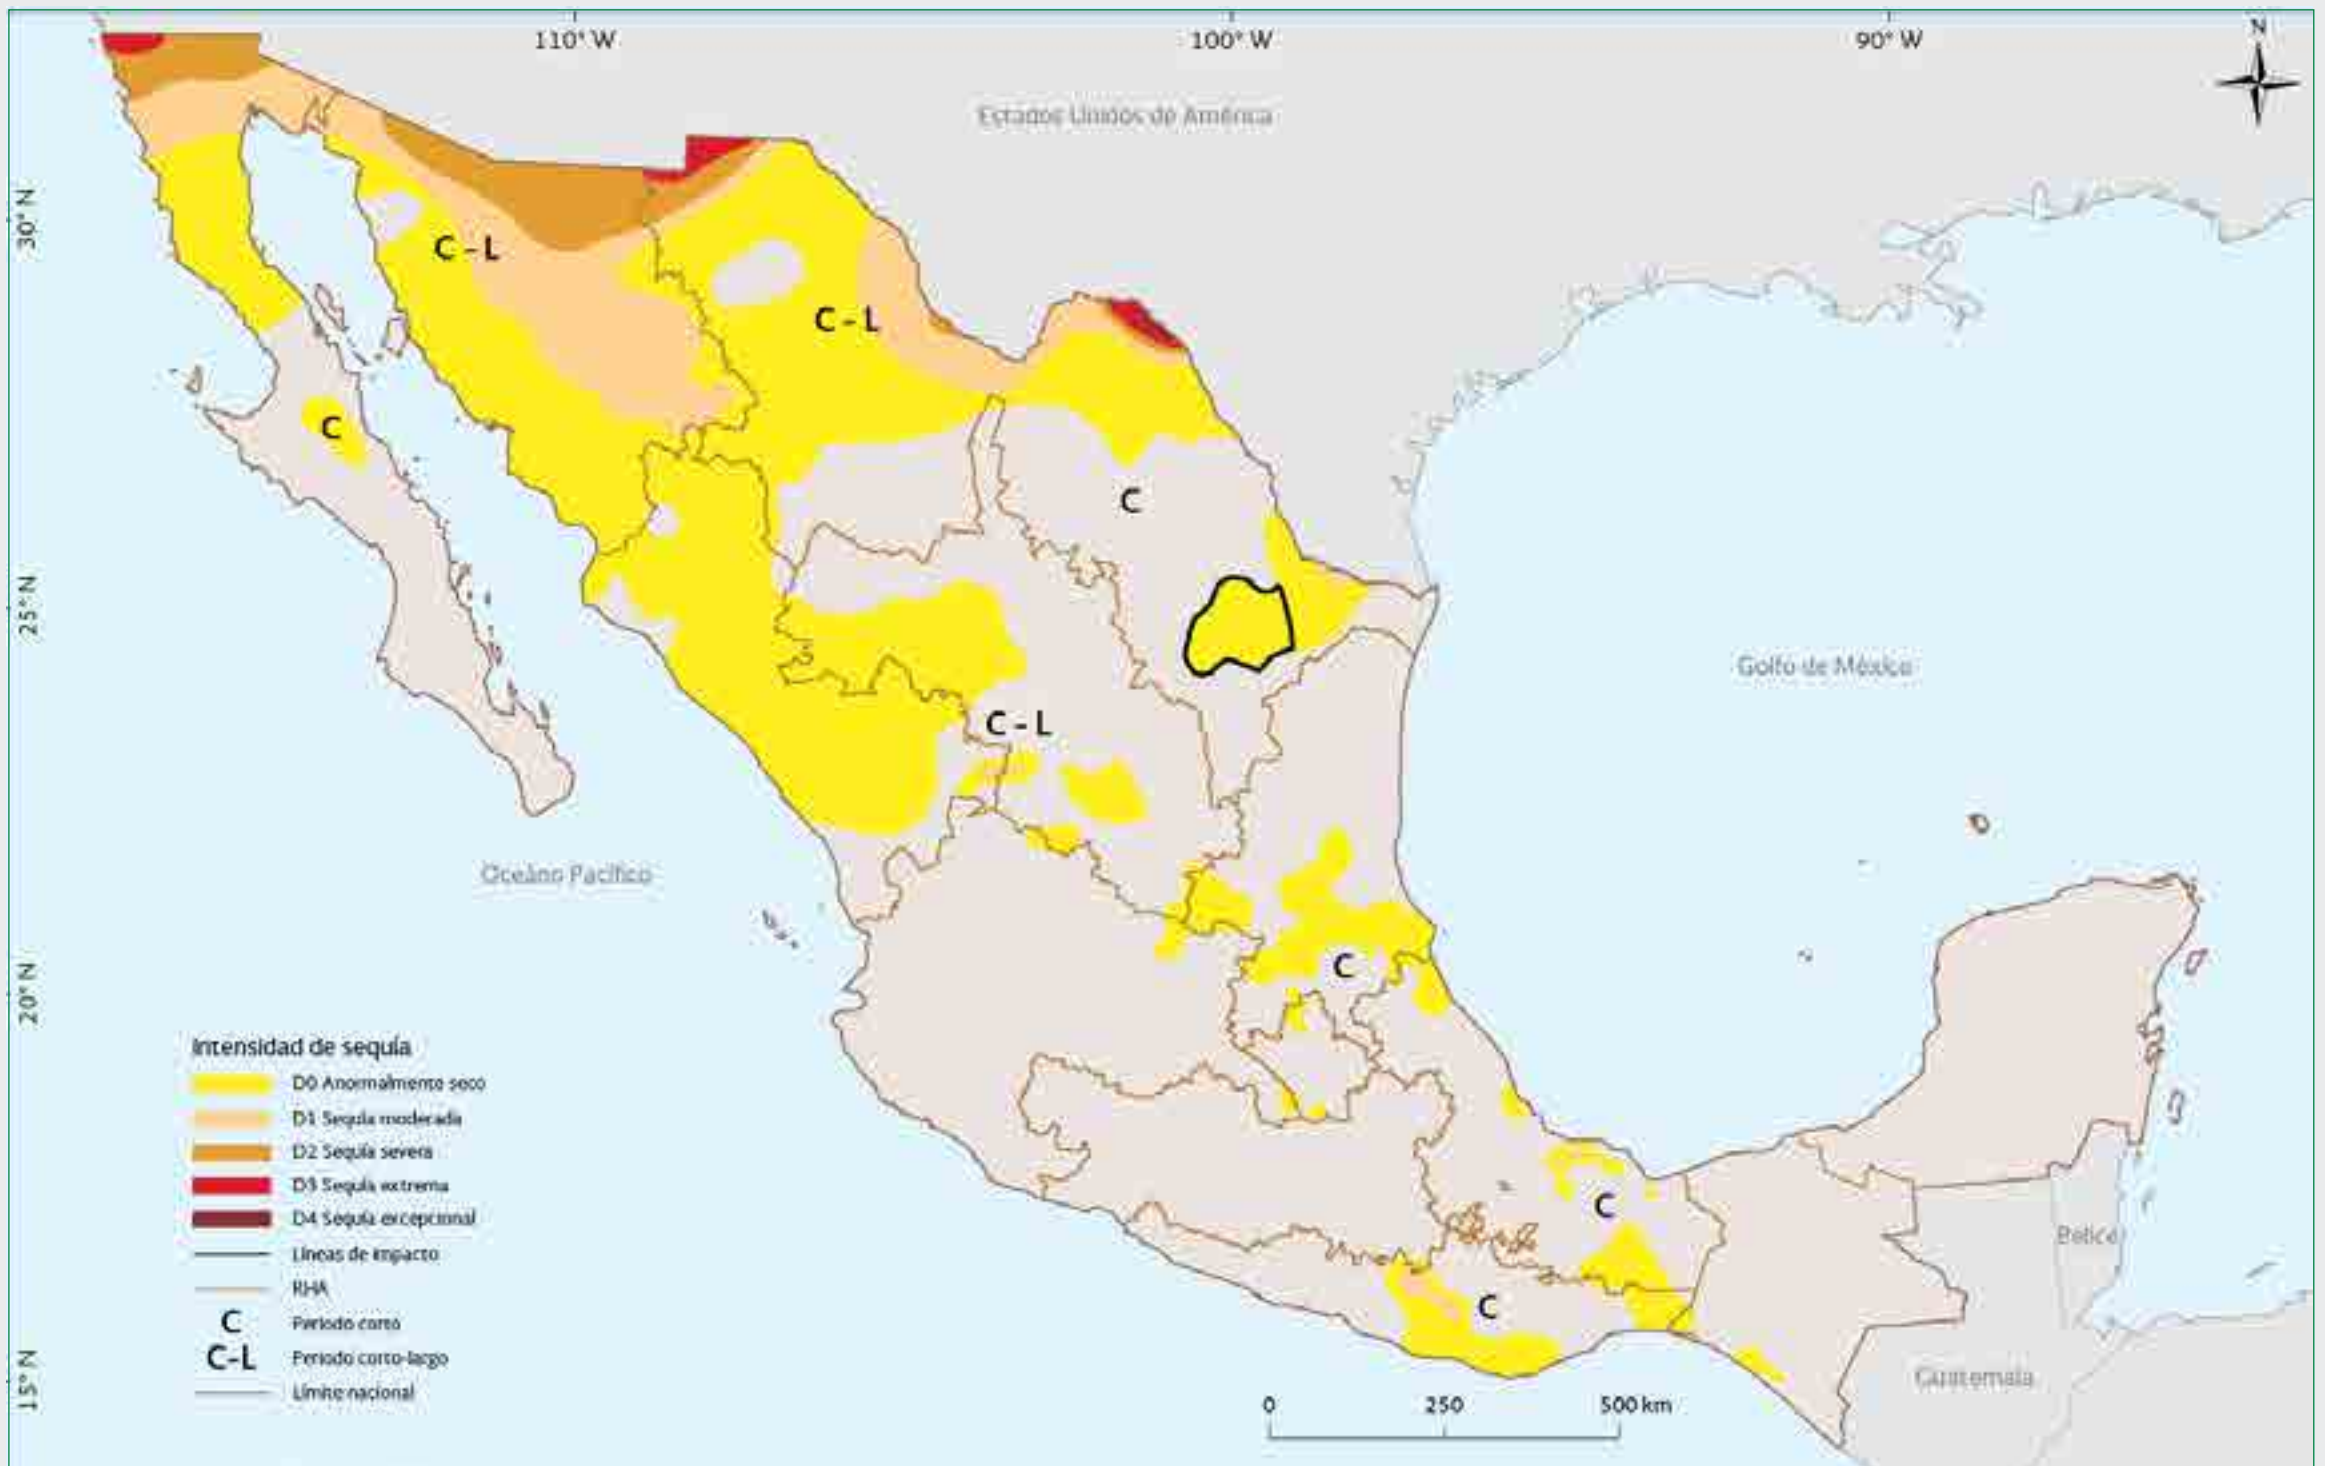 110° W
100° W
90° W
N
Estados Unidos de América
30° N
C - L
C - L
C
C
25° N
Golfo de México
C - L
Océano Pacífico
C
20° N
Intensidad de sequía
D0 Anormalmente seco
D1 Sequía moderada
D2 Sequía severa
D3 Sequía extrema
D4 Sequía excepcional
Líneas de impacto
RHA
C Periodo corto
C-L Periodo corto-largo
Límite nacional
C
Belice
C
15° N
Guatemala
0 250 500 km